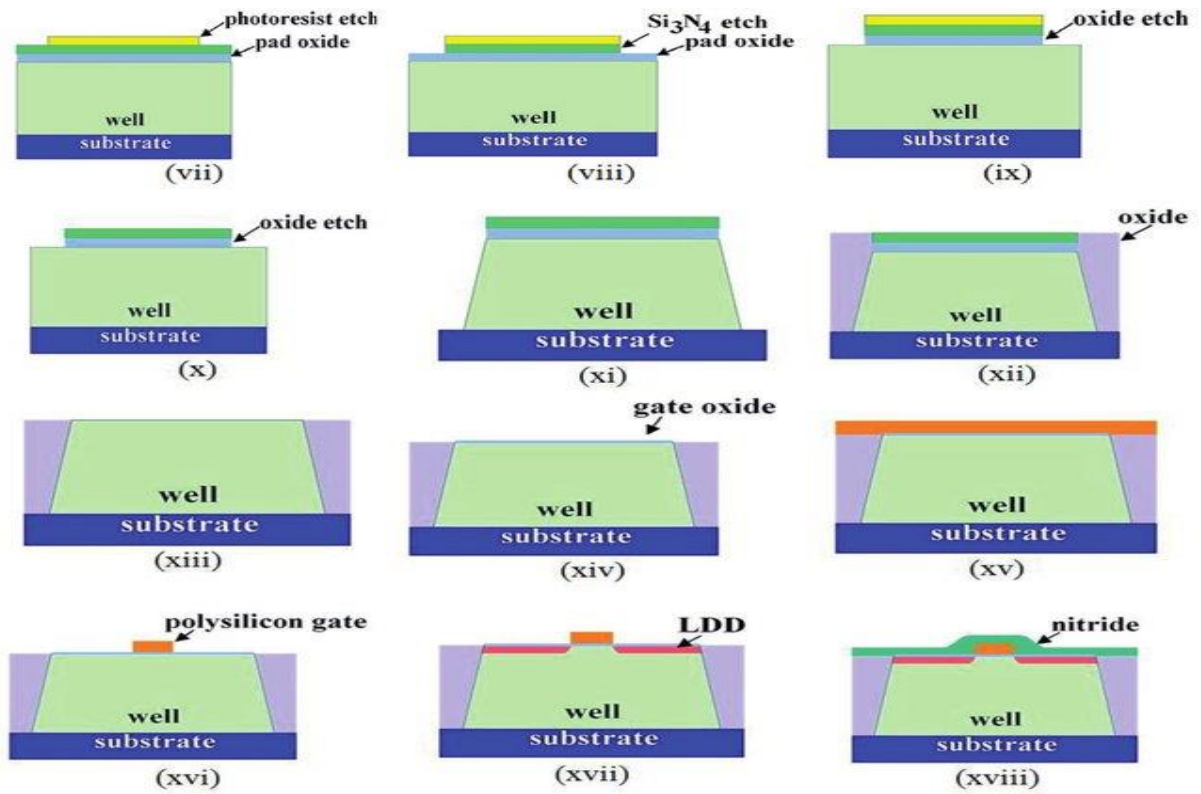 photoresist etch
pad oxide
well
substrate
(vii)
Si3N4 etch
pad oxide
well
substrate
(viii)
oxide etch
well
substrate
(ix)
oxide etch
well
substrate
(x)
well
substrate
(xi)
oxide
well
substrate
(xii)
well
substrate
(xiii)
gate oxide
well
substrate
(xiv)
well
substrate
(xv)
polysilicon gate
well
substrate
(xvi)
LDD
well
substrate
(xvii)
nitride
well
substrate
(xviii)